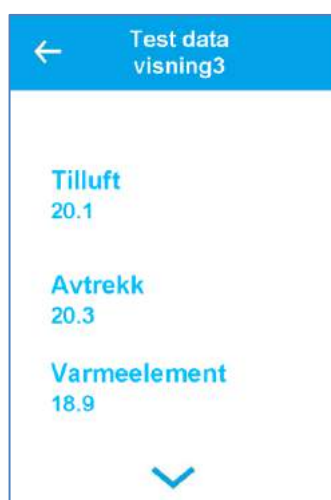 Test data
visning3
Tilluft
20.1
Avtrekk
20.3
Varmeelement
18.9